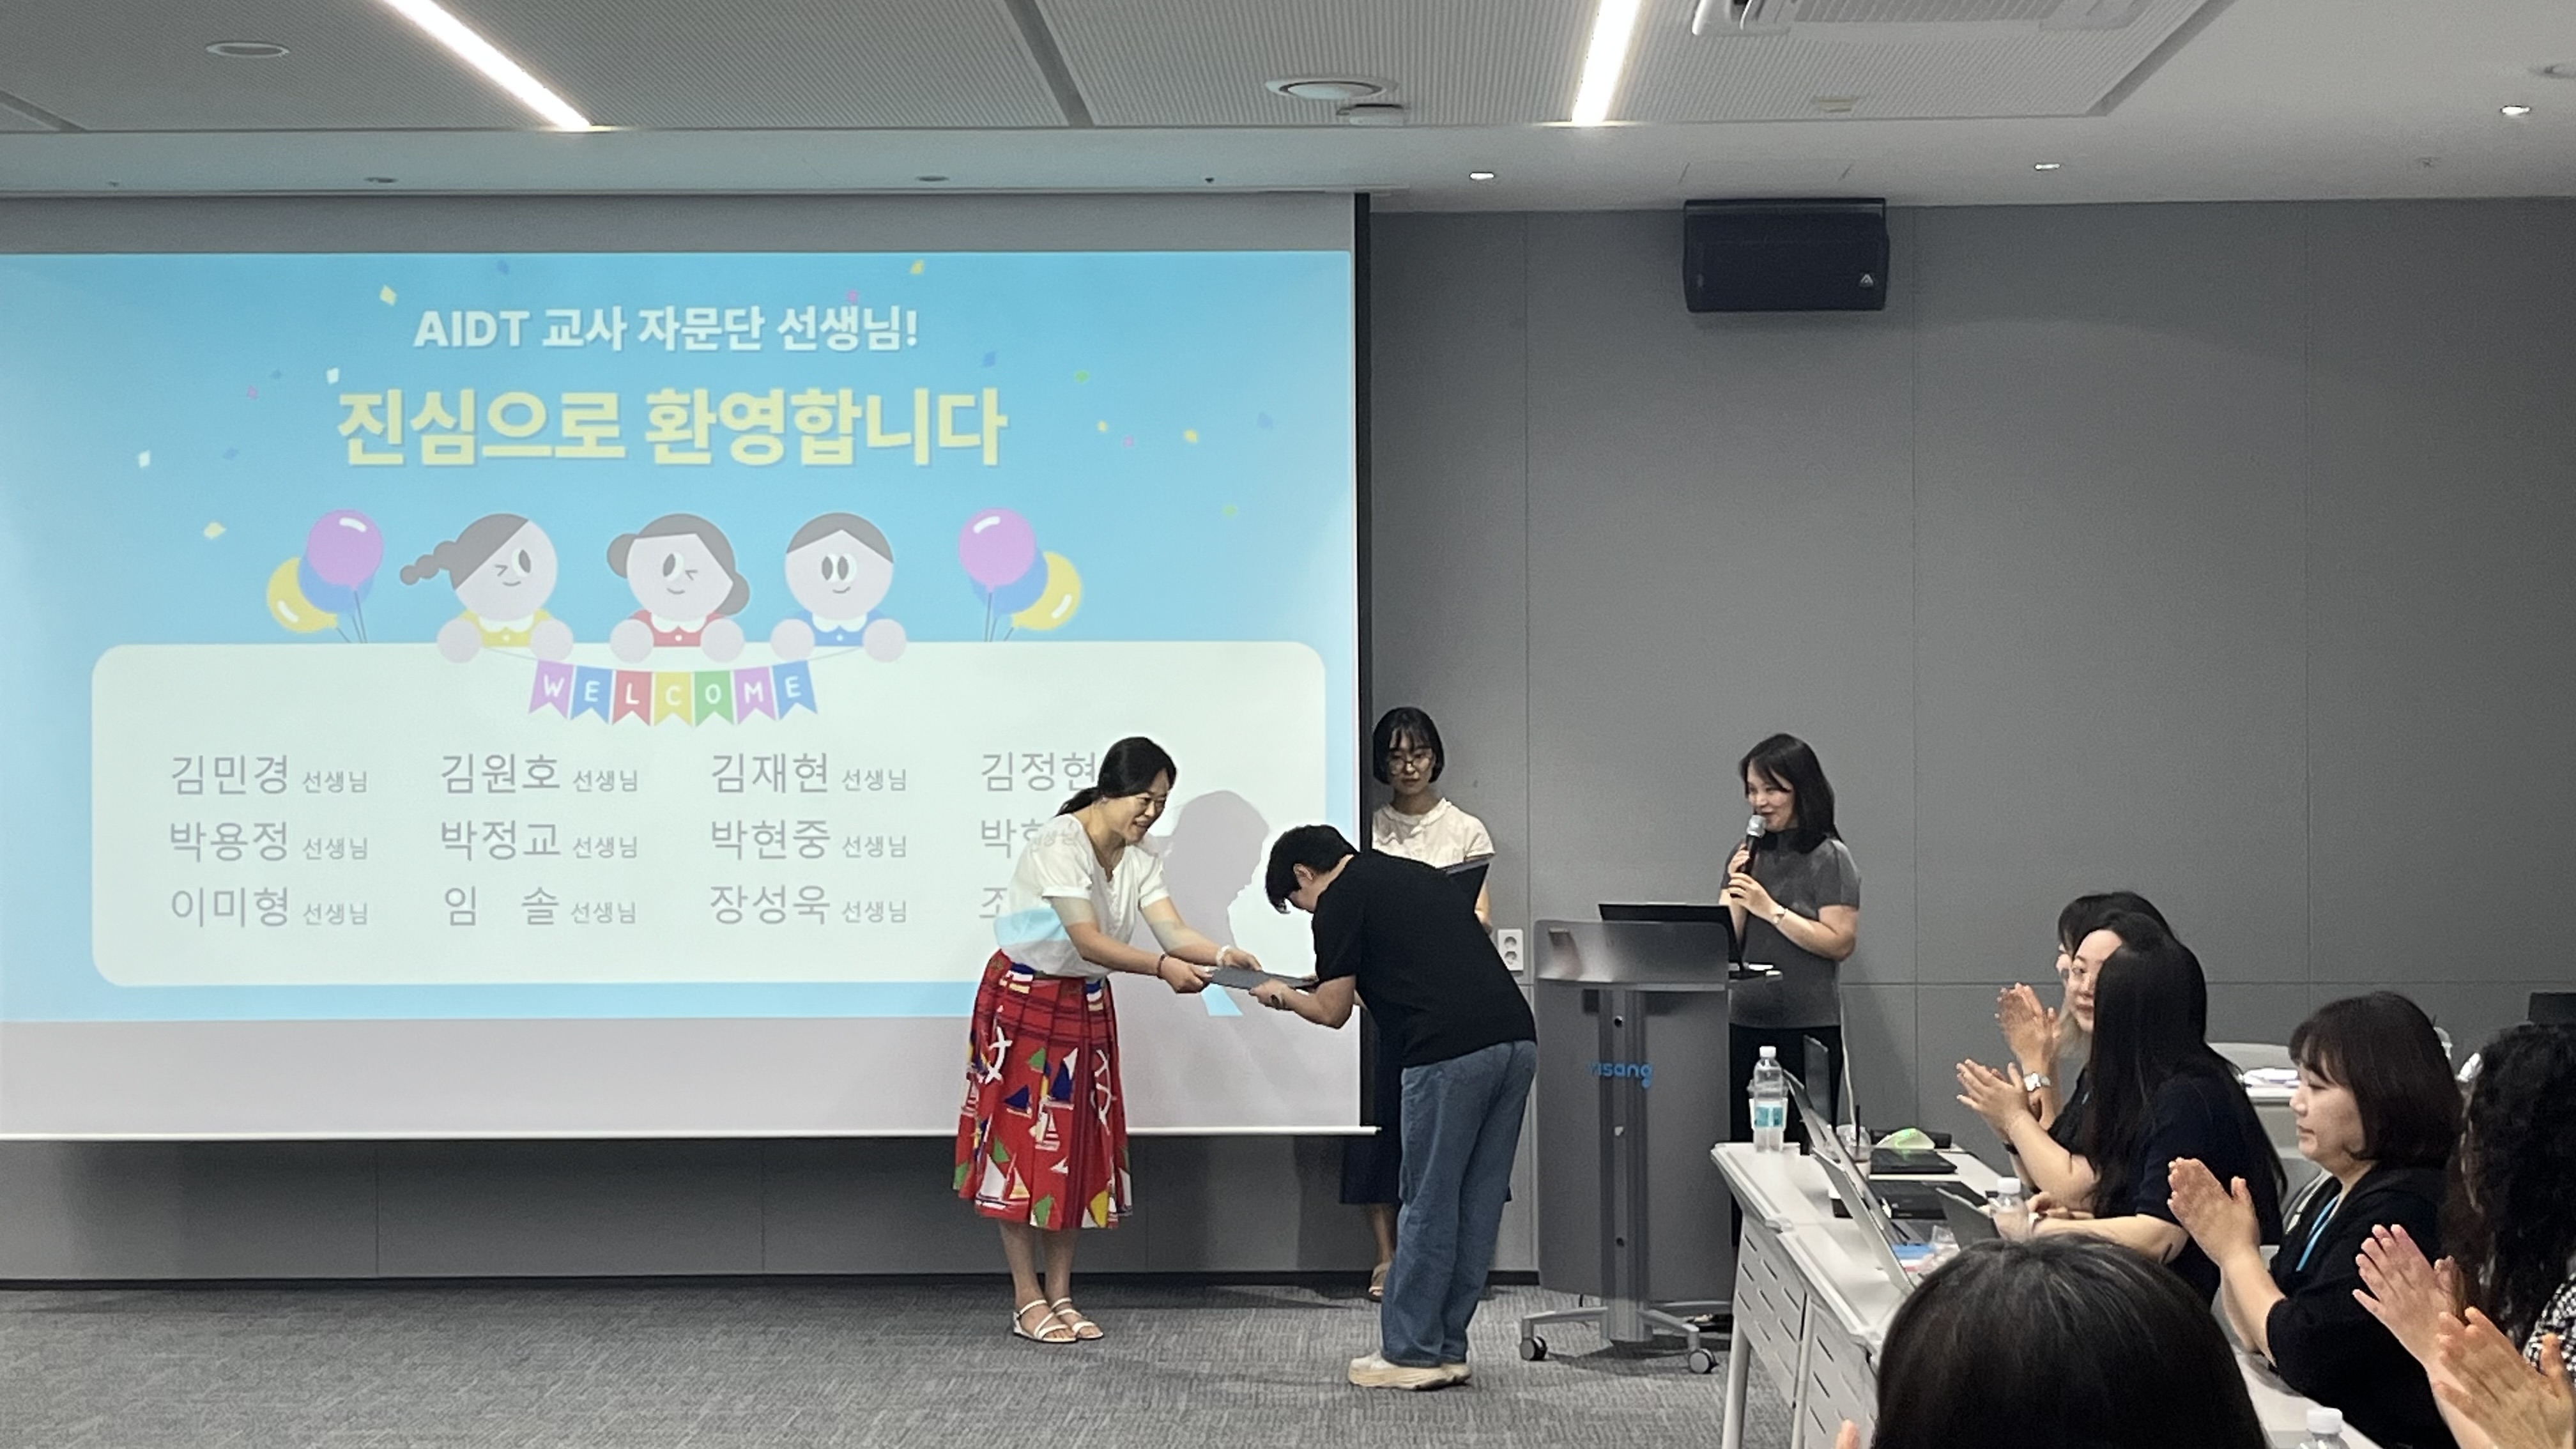 AIDT 교사 자문단 선생님!
진심으로 환영합니다
WELCOME
김민경 선생님 김원호 선생님 김재현 선생님 김정현
박용정 선생님 박정교 선생님 박현중 선생님 박
이미형 선생님 임 솔 선생님 장성욱 선생님
visang